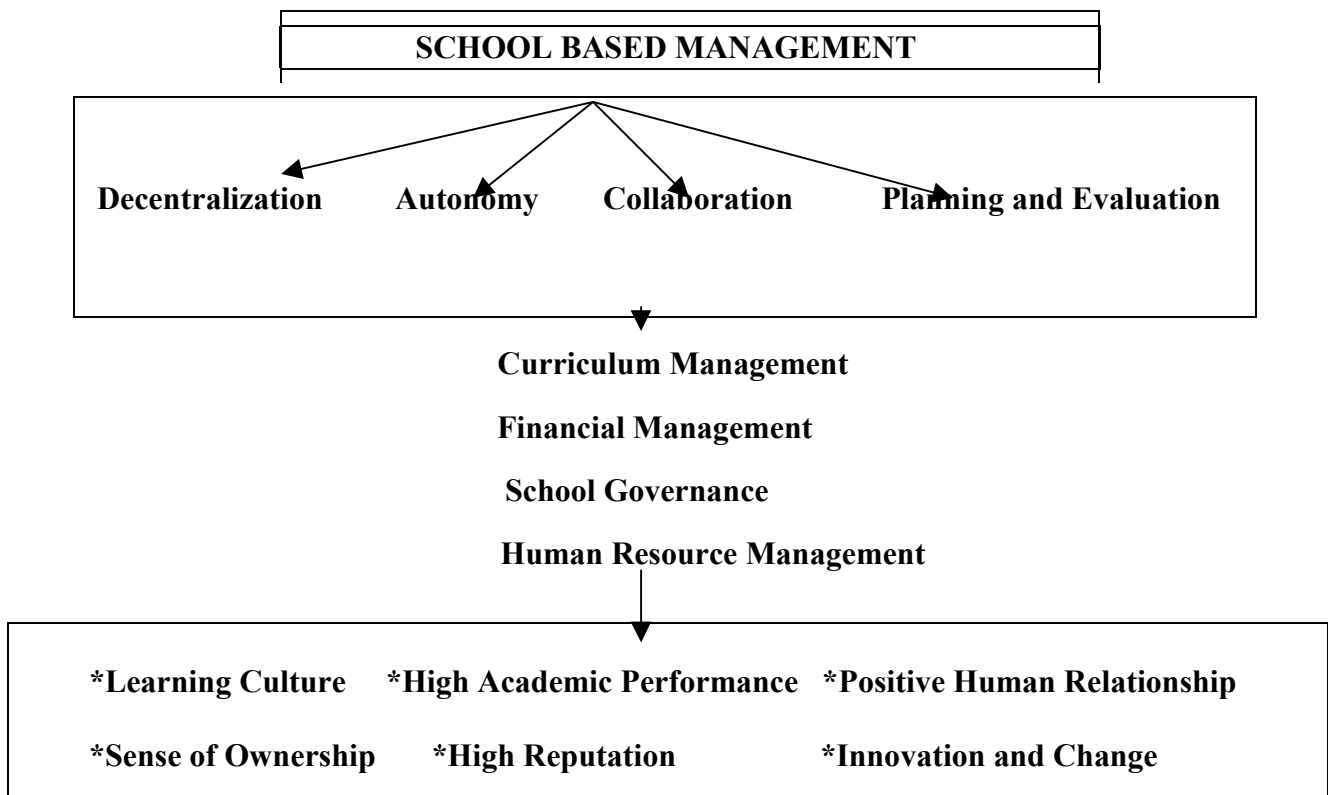 SCHOOL BASED MANAGEMENT
Decentralization Autonomy Collaboration Planning and Evaluation
Curriculum Management
Financial Management
School Governance
Human Resource Management
*Learning Culture *High Academic Performance *Positive Human Relationship
*Sense of Ownership *High Reputation *Innovation and Change